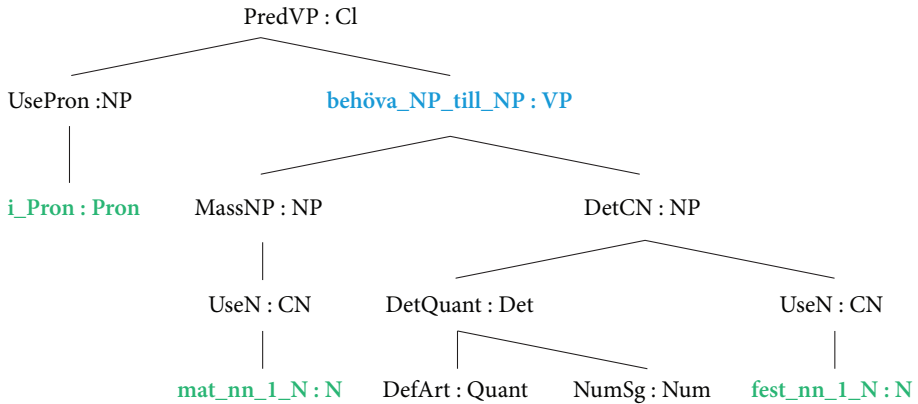 PredVP : Cl
UsePron :NP behöva_NP_till_NP : VP
i_Pron : Pron MassNP : NP DetCN : NP
UseN : CN DetQuant : Det UseN : CN
mat_nn_1_N : N DefArt : Quant NumSg : Num fest_nn_1_N : N